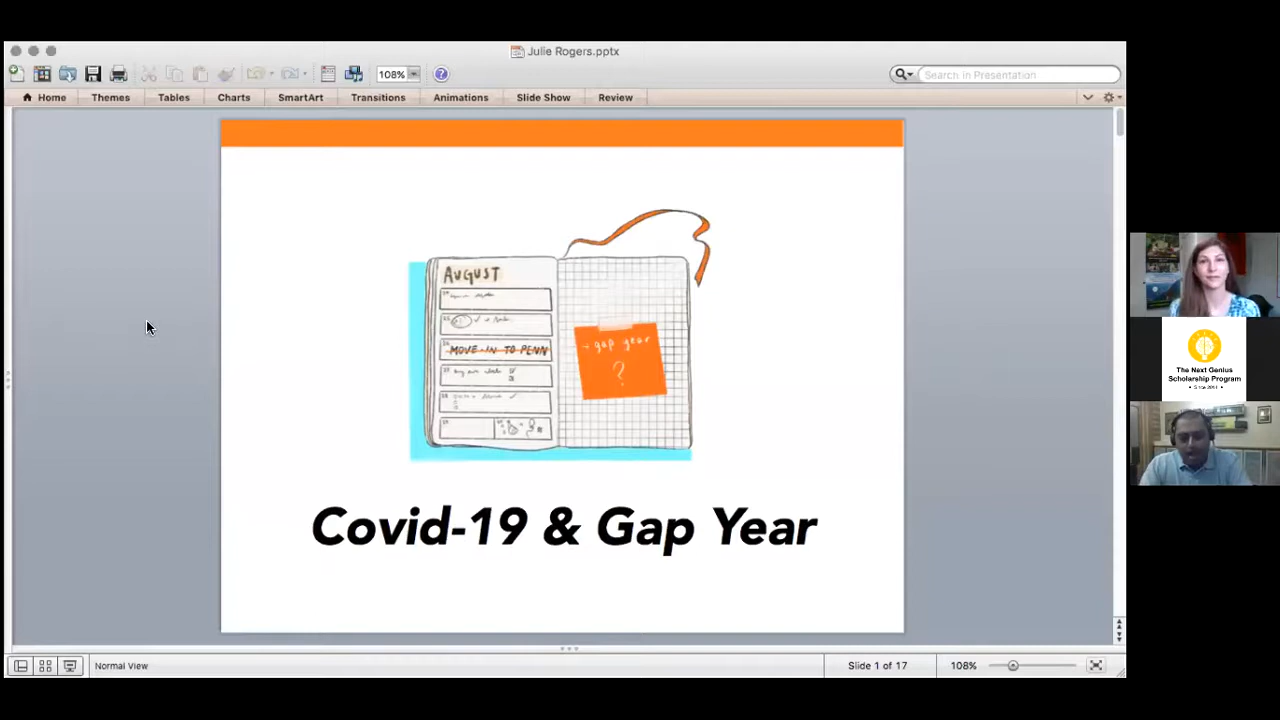 Julie Rogers.pptx
108%
Search in Presentation
Home Themes Tables Charts SmartArt Transitions Animations Slide Show Review
AUGUST
MOVE-IN TO PENN
gap year
?
Covid-19 & Gap Year
The Next Genius
Scholarship Program
Normal View
Slide 1 of 17
108%